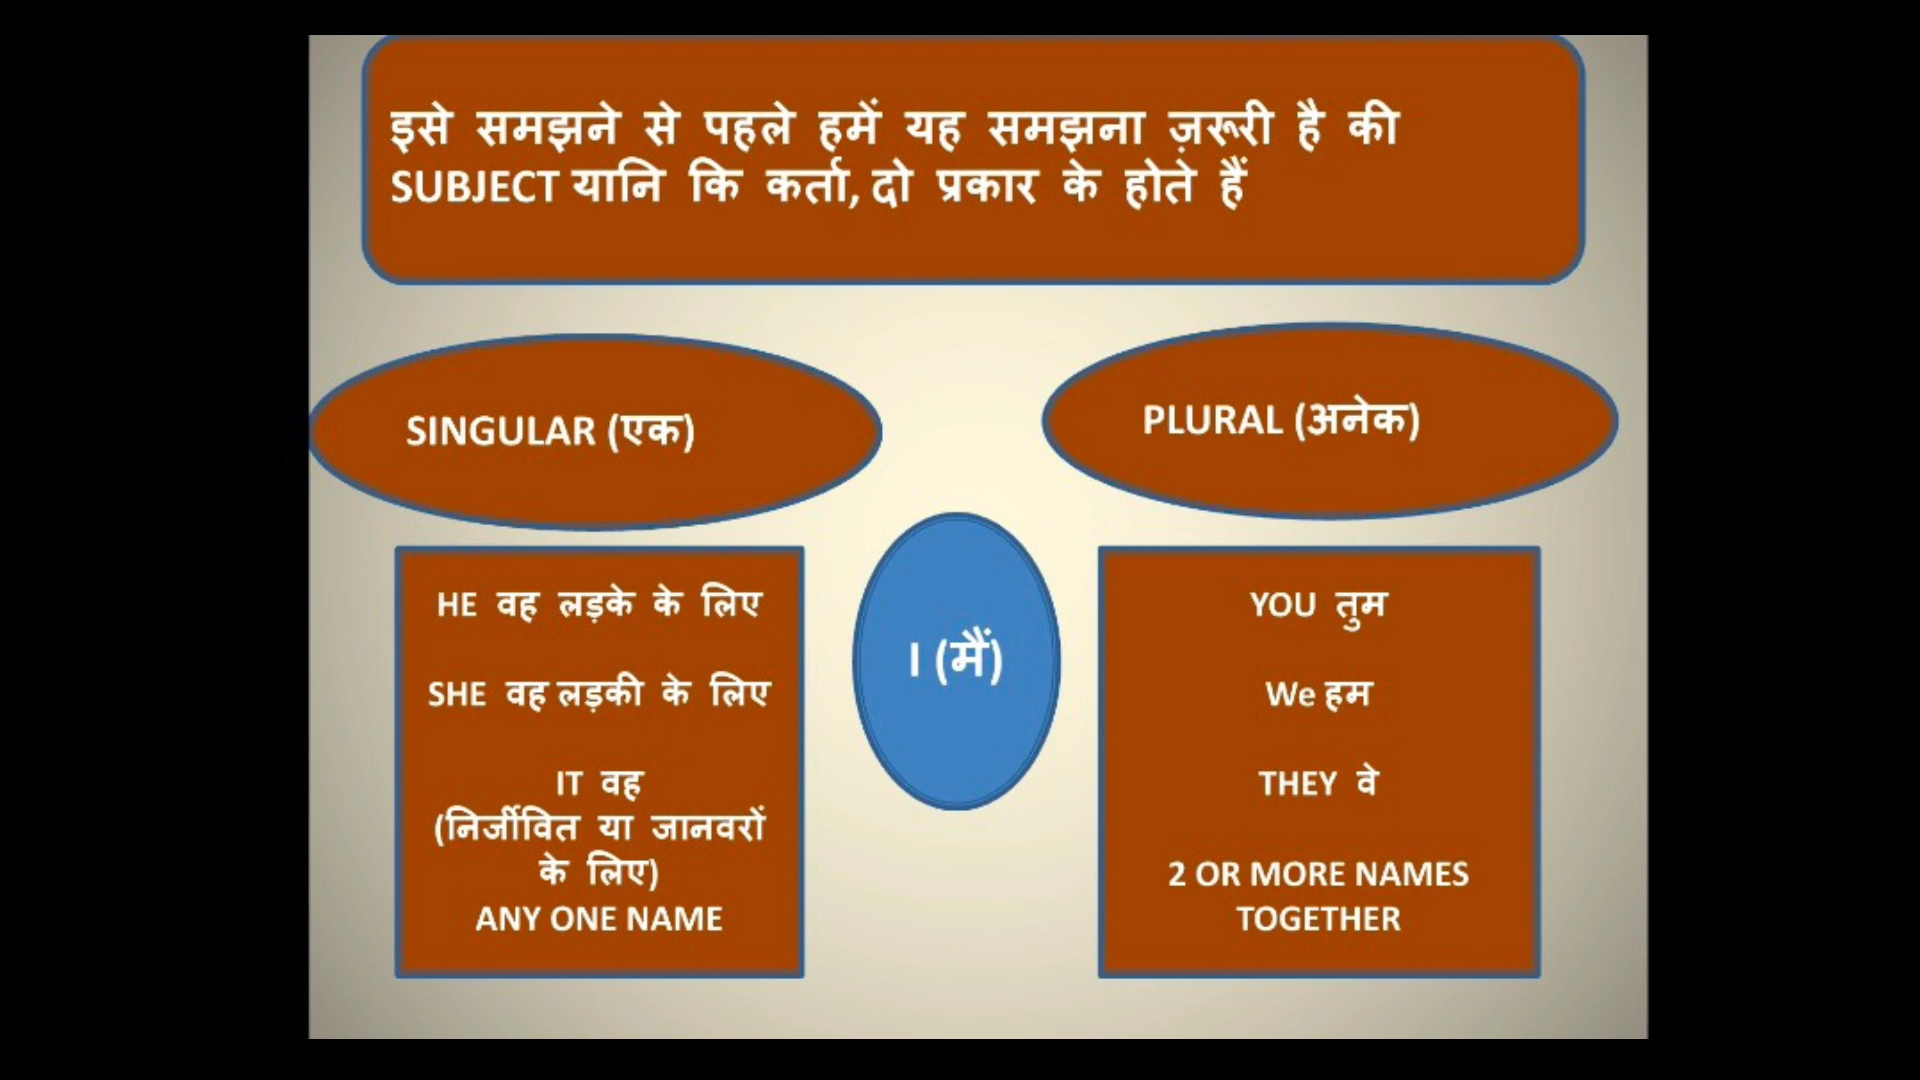 इसे समझने से पहले हमें यह समझना ज़रूरी है की
SUBJECT यानि कि कर्ता, दो प्रकार के होते हैं
SINGULAR (एक)
PLURAL (अनेक)
HE वह लड़के के लिए
SHE वह लड़की के लिए
IT वह
(निर्जीवित या जानवरों
के लिए)
ANY ONE NAME
I (मैं)
YOU तुम
We हम
THEY वे
2 OR MORE NAMES
TOGETHER